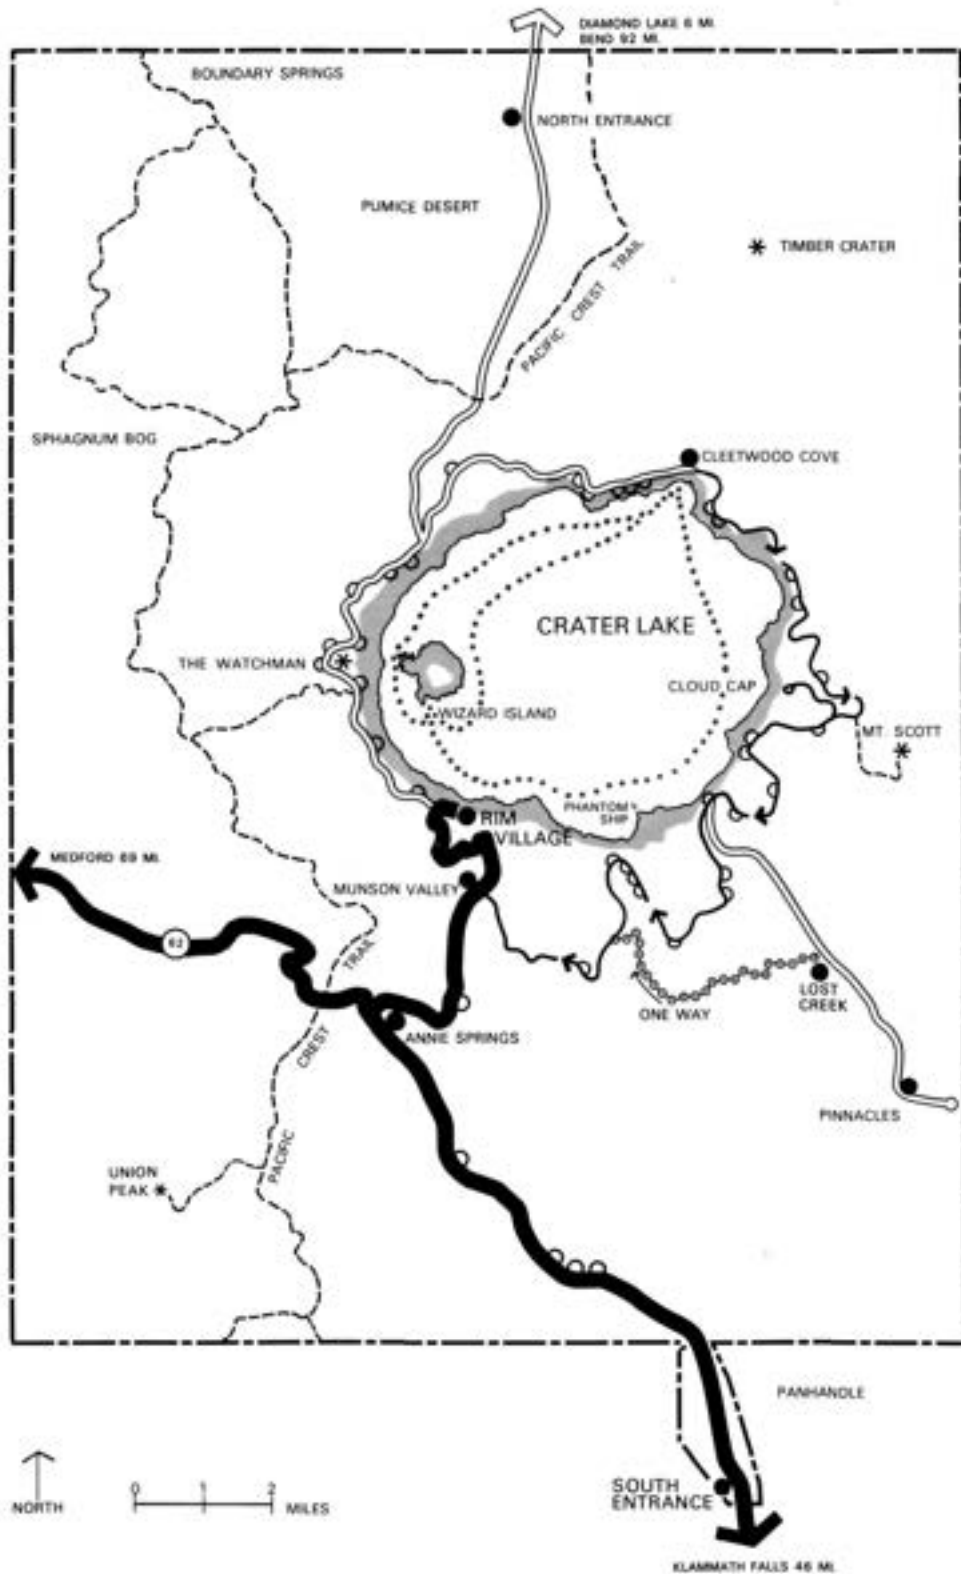 DIAMOND LAKE 6 MI.
BEND 92 MI.
BOUNDARY SPRINGS
NORTH ENTRANCE
PUMICE DESERT
TIMBER CRATER
PACIFIC CREST TRAIL
SPHAGNUM BOG
CLEETWOOD COVE
CRATER LAKE
THE WATCHMAN
CLOUD CAP
WIZARD ISLAND
MT. SCOTT
PHANTOM
SHIP
RIM
VILLAGE
MEDFORD 69 MI.
MUNSON VALLEY
62
TRAIL
LOST
CREEK
ONE WAY
ANNIE SPRINGS
CREST
PINNACLES
PACIFIC
UNION
PEAK
PANHANDLE
SOUTH
ENTRANCE
NORTH
0 1 2
MILES
KLAMMATH FALLS 46 MI.